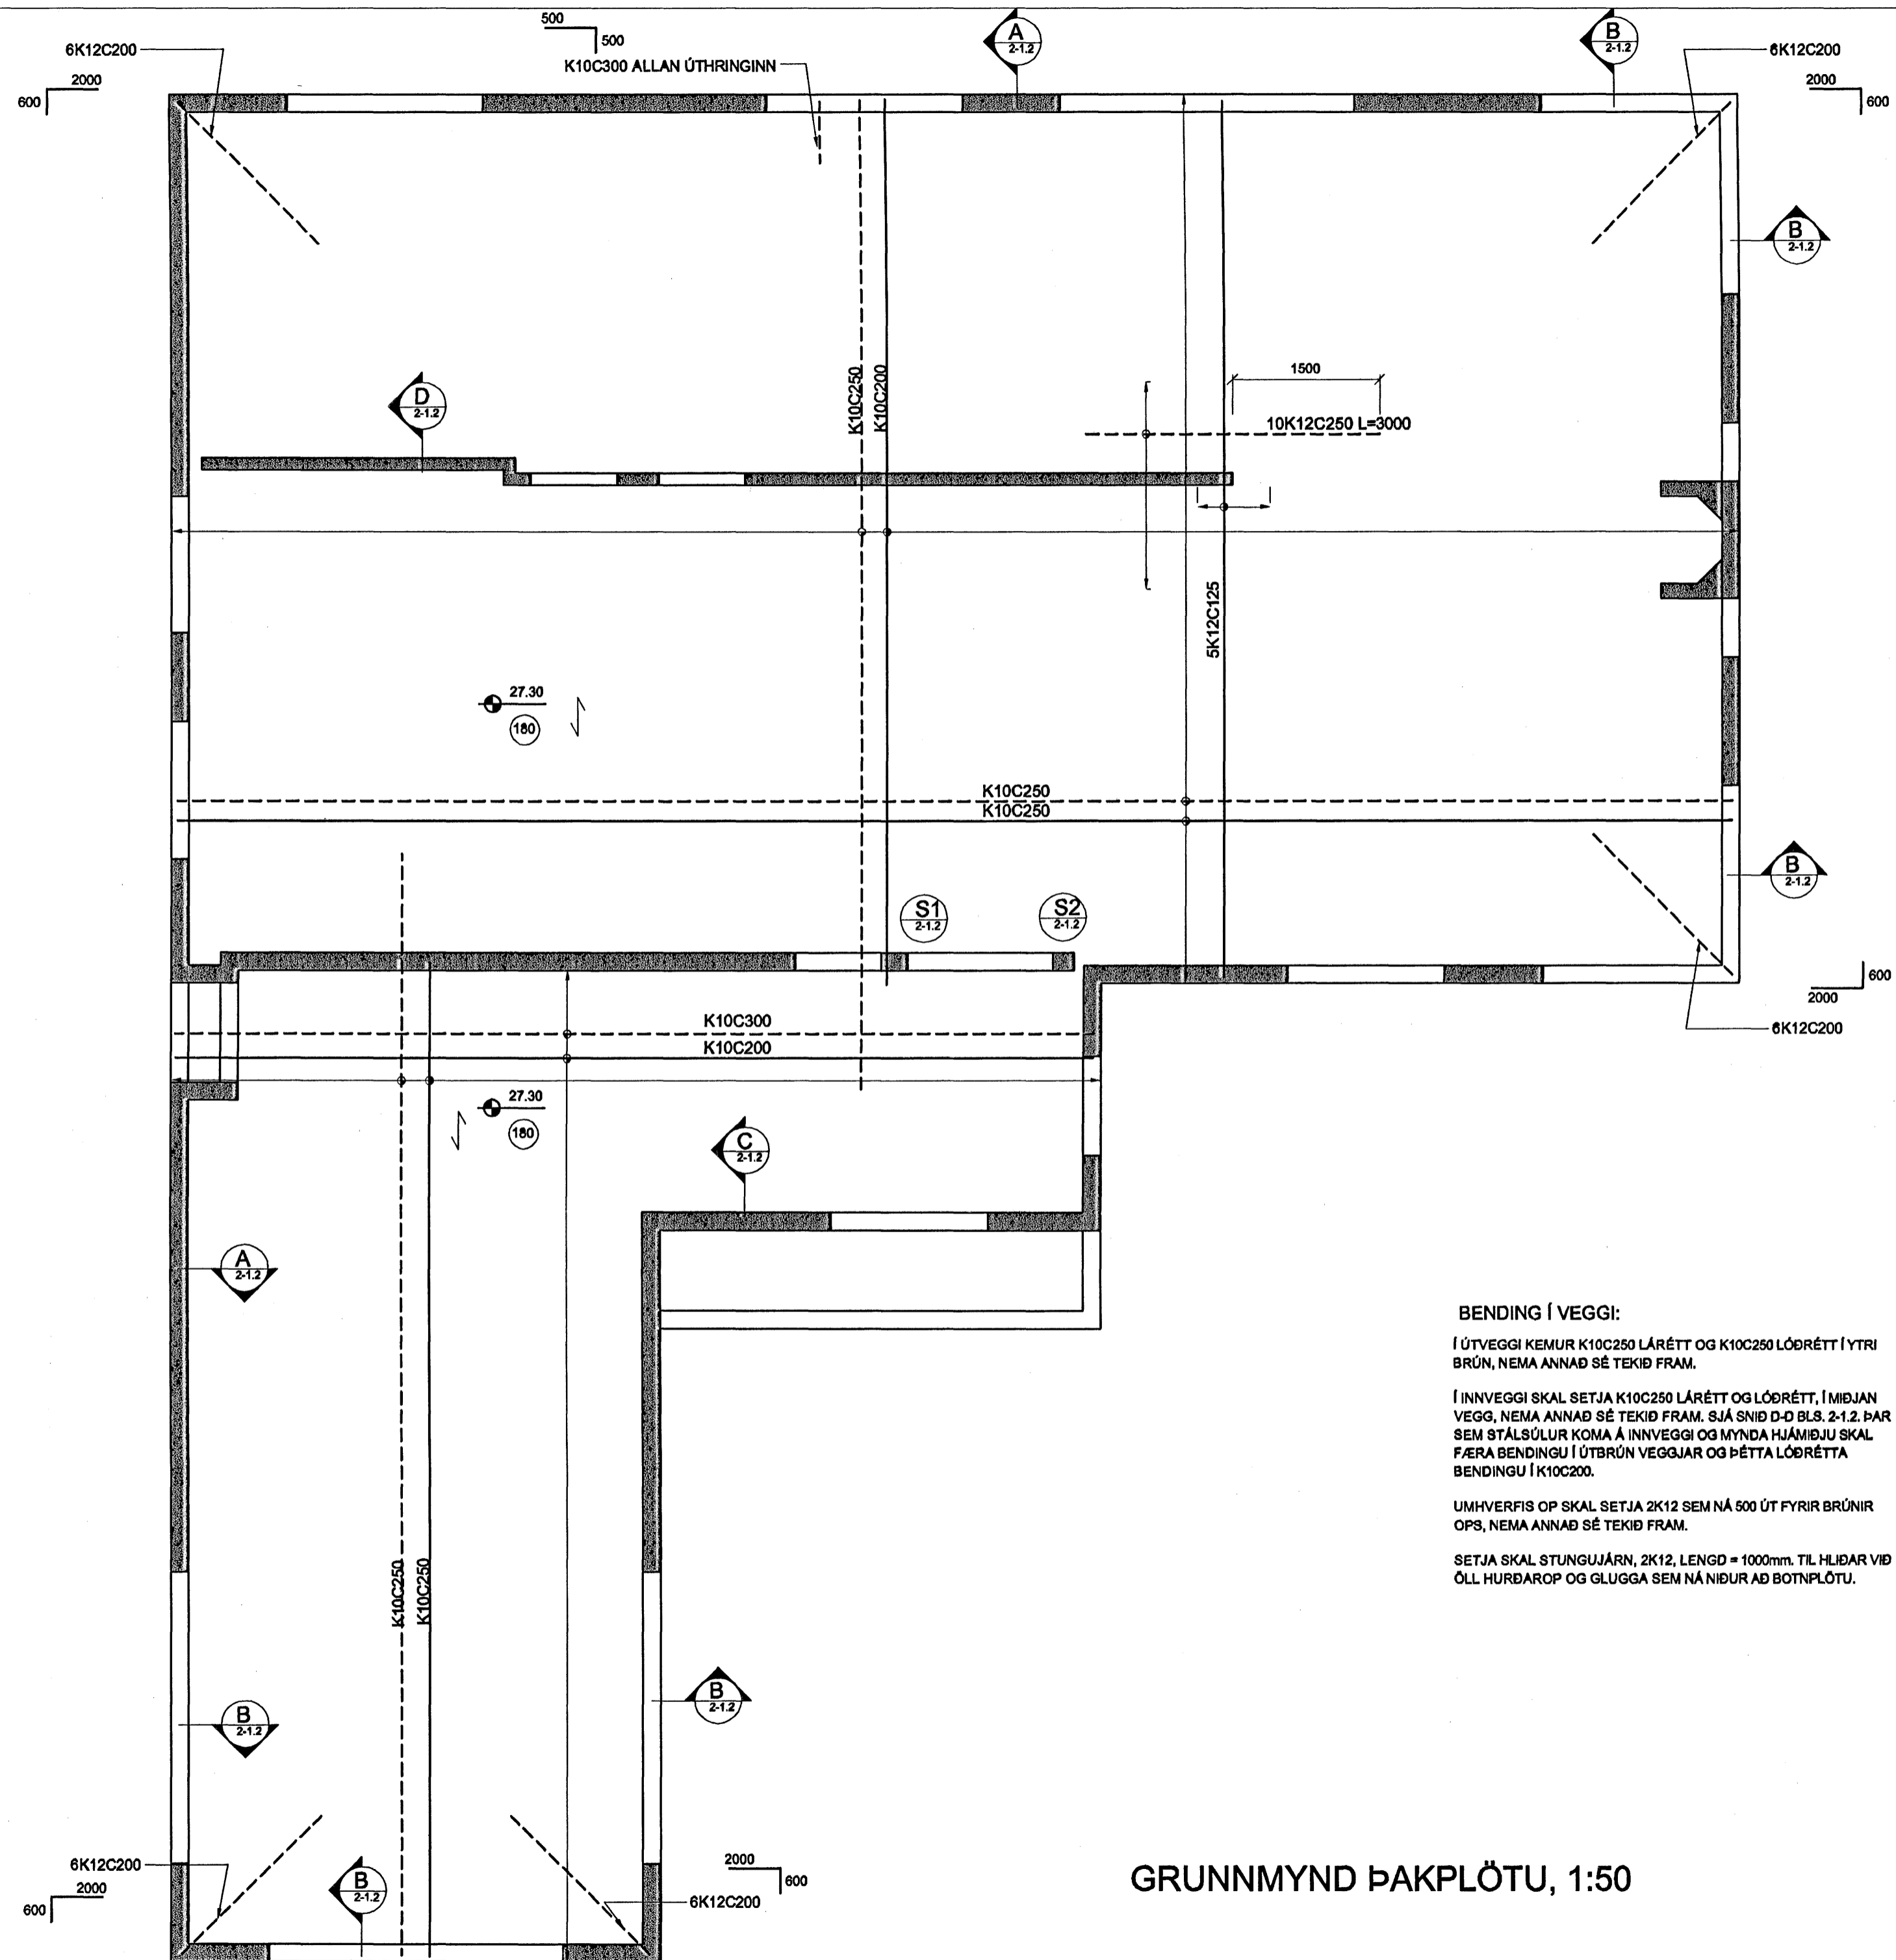 500
500
A
2-1.2
B
2-1.2
6K12C200
K10C300 ALLAN ÚTHRINGINN
6K12C200
2000
600
2000
600
B
2-1.2
K10C250
K10C200
1500
D
2-1.2
10K12C250 L=3000
5K12C125
27.30
180
K10C250
K10C250
S1
2-1.2
S2
2-1.2
B
2-1.2
600
2000
6K12C200
K10C300
K10C200
27.30
180
C
2-1.2
A
2-1.2
BENDING Í VEGGI:
Í ÚTVEGGI KEMUR K10C250 LÁRÉTT OG K10C250 LÓÐRÉTT Í YTRI
BRÚN, NEMA ANNAÐ SÉ TEKIÐ FRAM.
Í INNVEGGI SKAL SETJA K10C250 LÁRÉTT OG LÓÐRÉTT, Í MIÐJAN
VEGG, NEMA ANNAÐ SÉ TEKIÐ FRAM. SJÁ SNIÐ D-D BLS. 2-1.2. ÞAR
SEM STÁLSÚLUR KOMA Á INNVEGGI OG MYNDA HJÁMIÐJU SKAL
FÆRA BENDINGU Í ÚTBRÚN VEGGJAR OG ÞÉTTA LÓÐRÉTTA
BENDINGU Í K10C200.
UMHVERFIS OP SKAL SETJA 2K12 SEM NÁ 500 ÚT FYRIR BRÚNIR
OPS, NEMA ANNAÐ SÉ TEKIÐ FRAM.
SETJA SKAL STUNGUJÁRN, 2K12, LENGD = 1000mm. TIL HLIÐAR VIÐ
ÖLL HURÐAROP OG GLUGGA SEM NÁ NIÐUR AÐ BOTNPLÖTU.
K10C250
K10C250
B
2-1.2
B
2-1.2
6K12C200
2000
600
B
2-1.2
2000
600
6K12C200
GRUNNMYND ÞAKPLÖTU, 1:50